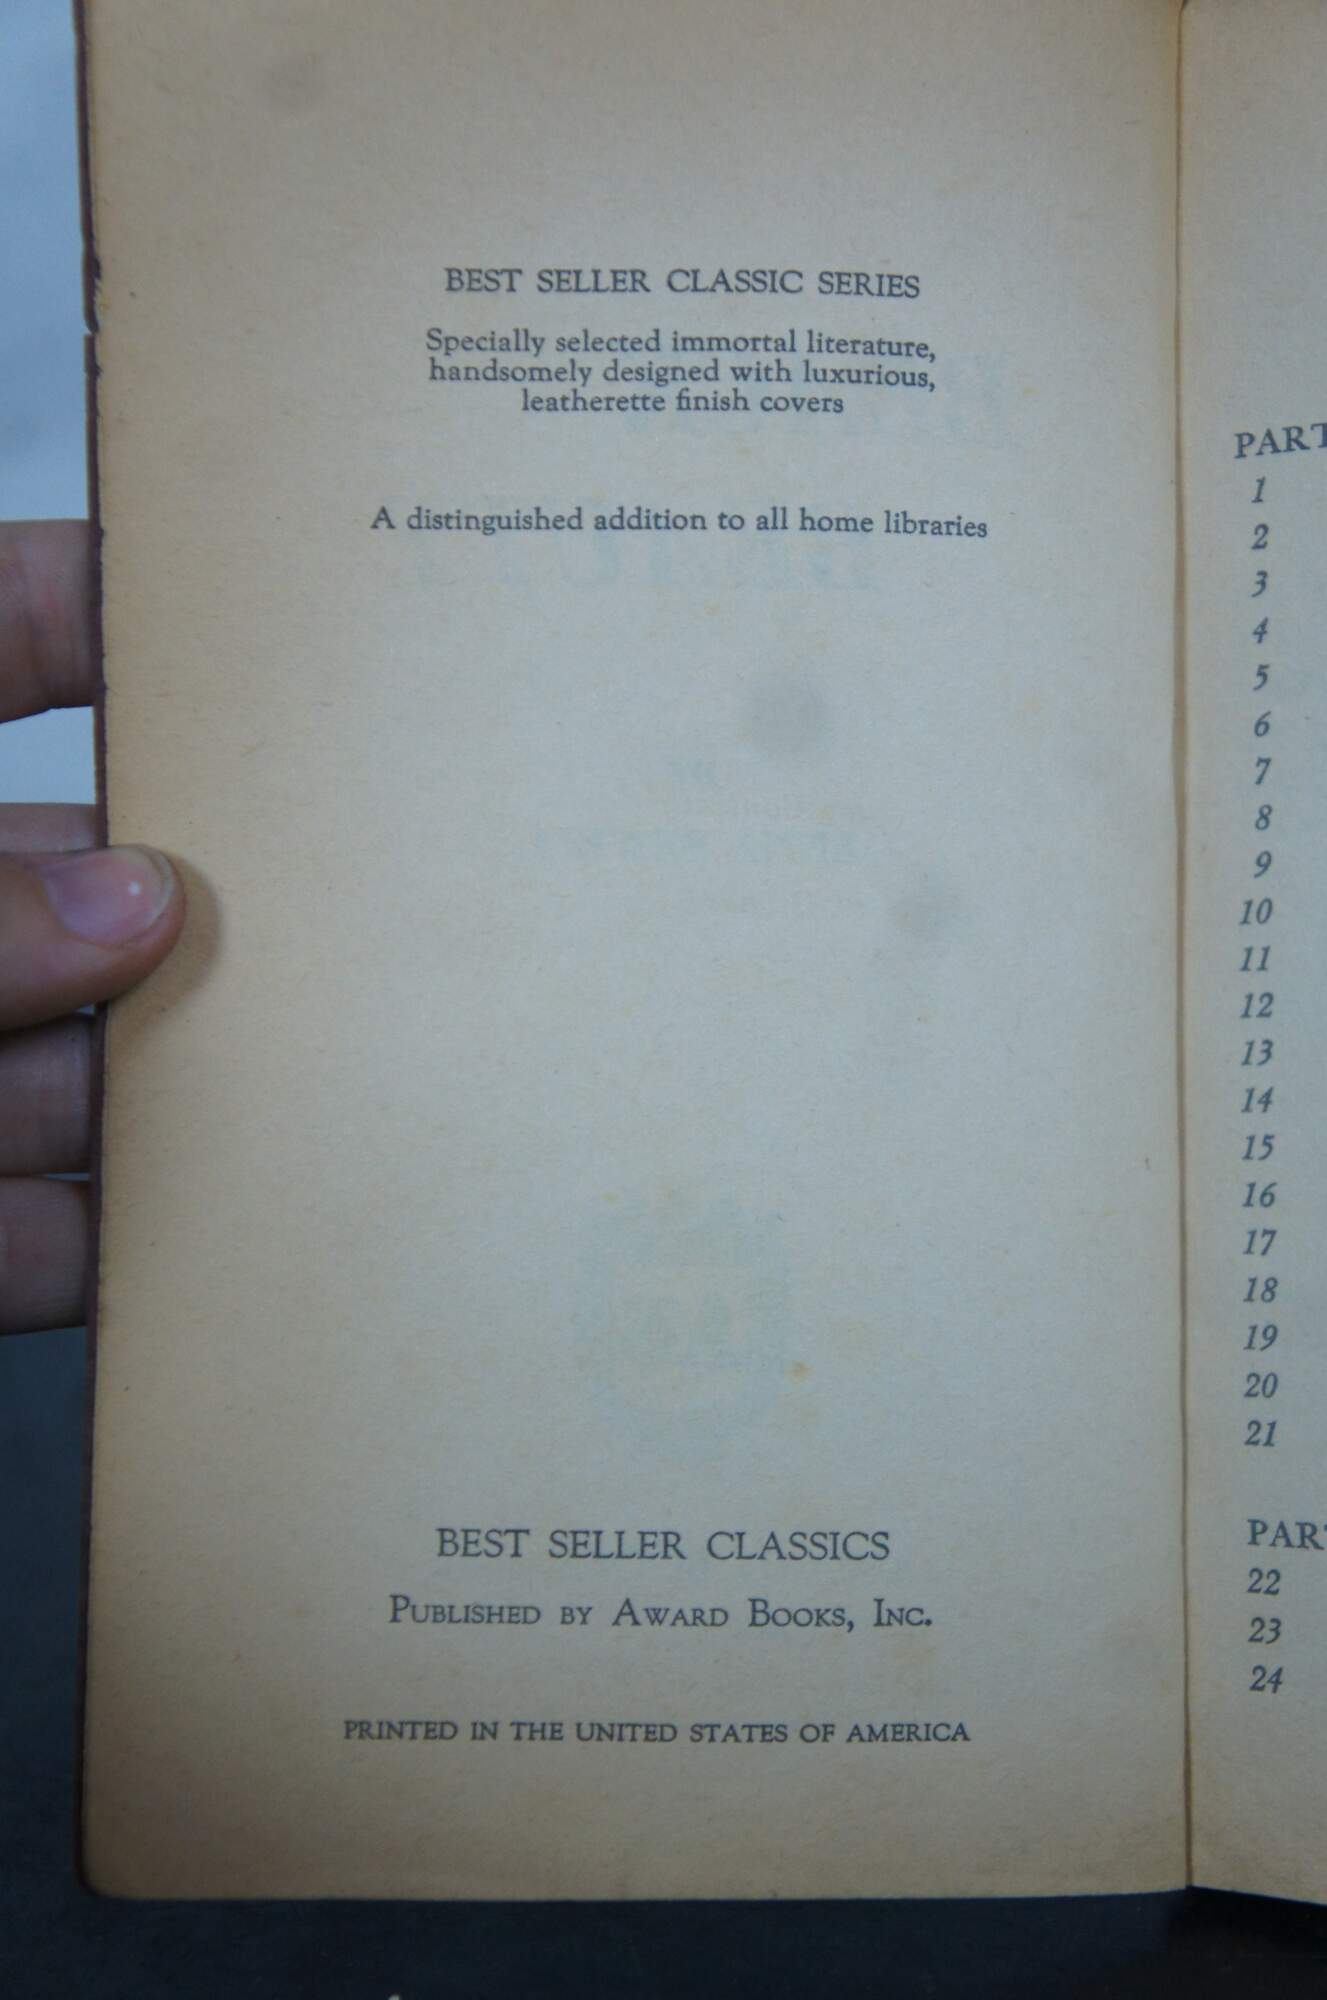 BEST SELLER CLASSIC SERIES
Specially selected immortal literature,
handsomely designed with luxurious,
leatherette finish covers
A distinguished addition to all home libraries
BEST SELLER CLASSICS
PUBLISHED BY AWARD BOOKS, INC.
PRINTED IN THE UNITED STATES OF AMERICA
PART
1
2
3
4
5
6
7
8
9
10
11
12
13
14
15
16
17
18
19
20
21
PART
22
23
24